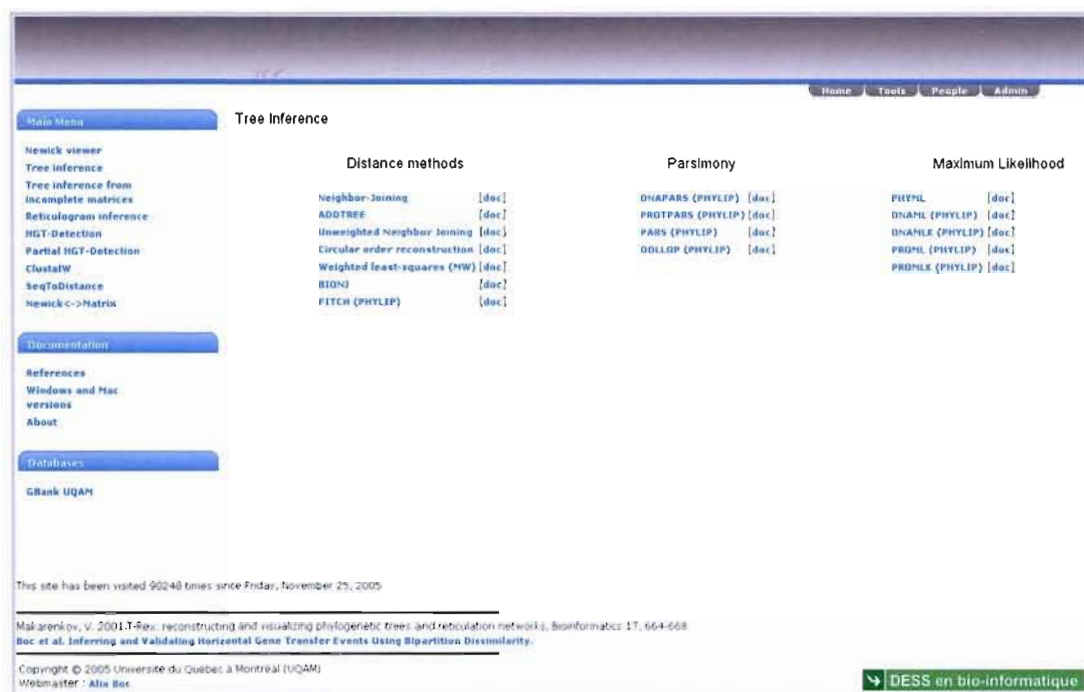 Home Tools People Admin
Main Menu
Newick viewer
Tree inference
Tree inference from
incomplete matrices
Reticulogram inference
HGT-Detection
Partial HGT-Detection
ClustalW
SeqToDistance
Newick<->Matrix
Documentation
References
Windows and Mac
versions
About
Databases
GBank UQAM
Tree Inference
Distance methods
Neighbor-Joining [doc]
ADDTREE [doc]
Unweighted Neighbor Joining [doc]
Circular order reconstruction [doc]
Weighted least-squares (MW) [doc]
BIONJ [doc]
FITCH (PHYLIP) [doc]
Parsimony
DNAPARS (PHYLIP) [doc]
PROTPARS (PHYLIP) [doc]
PARS (PHYLIP) [doc]
DOLLOP (PHYLIP) [doc]
Maximum Likelihood
PHYML [doc]
DNAML (PHYLIP) [doc]
DNAMLK (PHYLIP) [doc]
PROML (PHYLIP) [doc]
PROMLK (PHYLIP) [doc]
This site has been visited 90248 times since Friday, November 25, 2005
Makarenkov, V. 2001.T-Rex: reconstructing and visualizing phylogenetic trees and reticulation networks. Bioinformatics 17, 664-668
Boc et al. Inferring and Validating Horizontal Gene Transfer Events Using Bipartition Dissimilarity.
Copyright © 2005 Université du Québec à Montréal (UQAM)
Webmaster : Alix Boc
DESS en bio-informatique